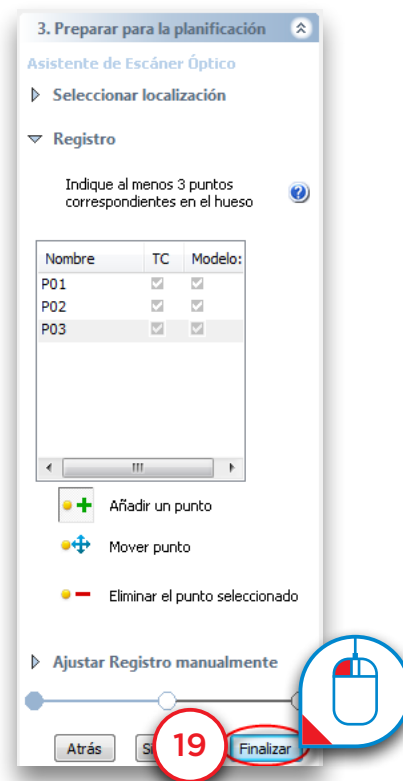 3. Preparar para la planificación
Asistente de Escáner Óptico
Seleccionar localización
Registro
Indique al menos 3 puntos
correspondientes en el hueso
Nombre TC Modelo:
P01
P02
P03
Añadir un punto
Mover punto
Eliminar el punto seleccionado
Ajustar Registro manualmente
Atrás 19 Finalizar